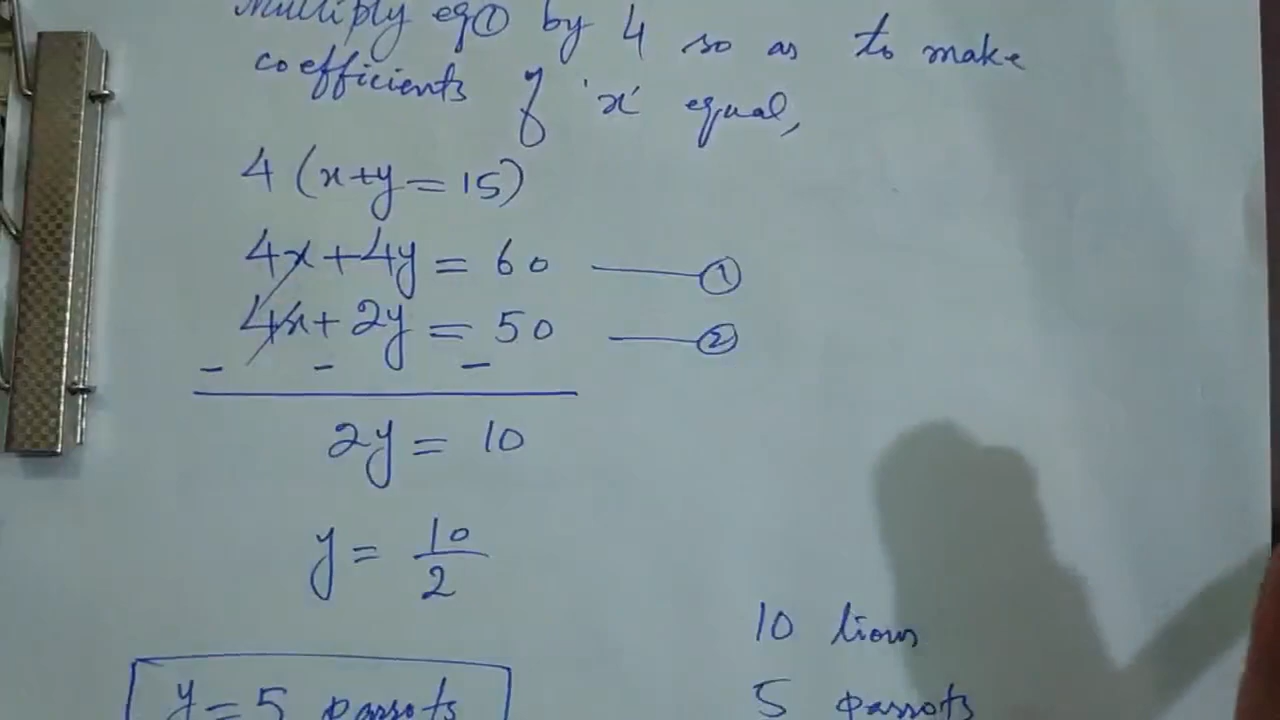 Multiply eq① by 4 so as to make
coefficients of 'x' equal,
4 (x+y = 15)
4x + 4y = 60 — ①
4x + 2y = 50 — ②
- - -
2y = 10
y = 10/2
10 lions
y = 5 parrots
5 parrots